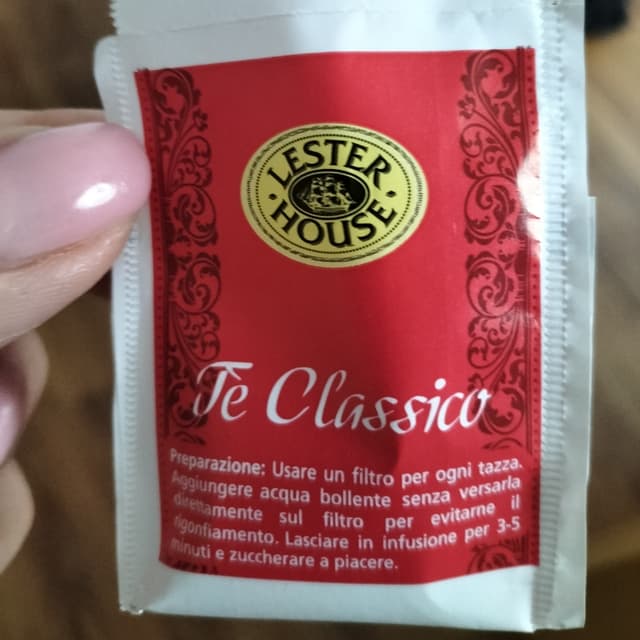 LESTER
HOUSE
Tè Classico
Preparazione: Usare un filtro per ogni tazza.
Aggiungere acqua bollente senza versarla
direttamente sul filtro per evitarne il
rigonfiamento. Lasciare in infusione per 3-5
minuti e zuccherare a piacere.